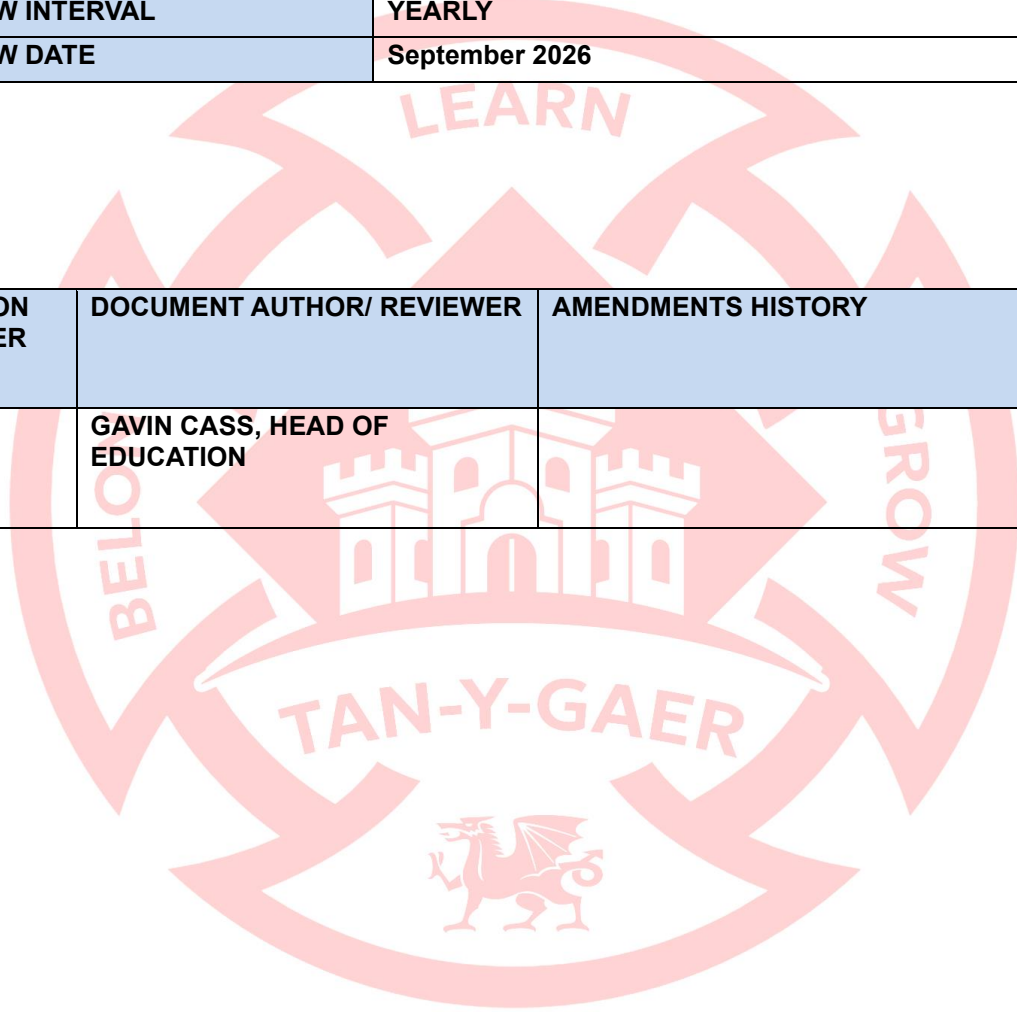 W INTERVAL YEARLY
W DATE September 2026
LEARN
ON DOCUMENT AUTHOR/ REVIEWER AMENDMENTS HISTORY
ER
GAVIN CASS, HEAD OF
EDUCATION
BELO
GROW
TAN-Y-GAER